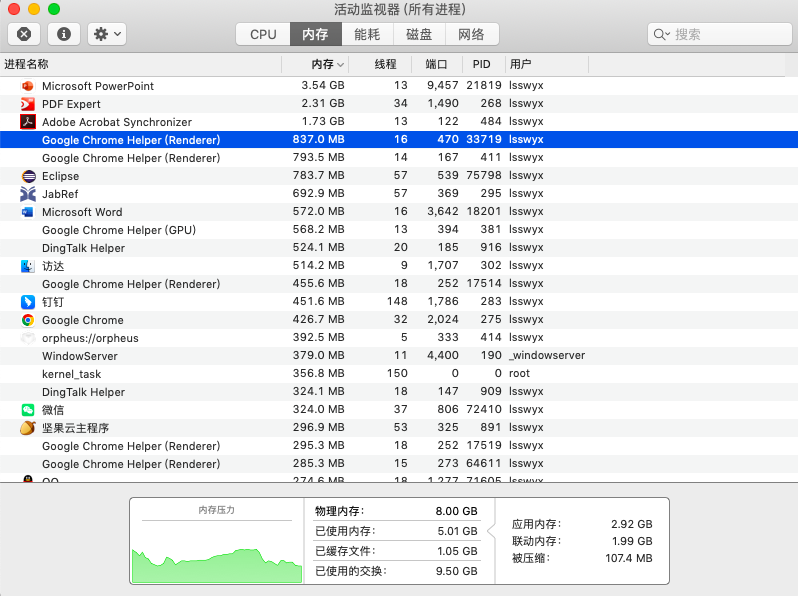 活动监视器 (所有进程)
CPU 内存 能耗 磁盘 网络 搜索
进程名称 内存 线程 端口 PID 用户
Microsoft PowerPoint 3.54 GB 13 9,457 21819 lsswyx
PDF Expert 2.31 GB 34 1,490 268 lsswyx
Adobe Acrobat Synchronizer 1.73 GB 13 122 484 lsswyx
Google Chrome Helper (Renderer) 837.0 MB 16 470 33719 lsswyx
Google Chrome Helper (Renderer) 793.5 MB 14 167 411 lsswyx
Eclipse 783.7 MB 57 539 75798 lsswyx
JabRef 692.9 MB 57 369 295 lsswyx
Microsoft Word 572.0 MB 16 3,642 18201 lsswyx
Google Chrome Helper (GPU) 568.2 MB 13 394 381 lsswyx
DingTalk Helper 524.1 MB 20 185 916 lsswyx
访达 514.2 MB 9 1,707 302 lsswyx
Google Chrome Helper (Renderer) 455.6 MB 18 252 17514 lsswyx
钉钉 451.6 MB 148 1,786 283 lsswyx
Google Chrome 426.7 MB 32 2,024 275 lsswyx
orpheus://orpheus 392.5 MB 5 333 414 lsswyx
WindowServer 379.0 MB 11 4,400 190 _windowserver
kernel_task 356.8 MB 150 0 0 root
DingTalk Helper 324.1 MB 18 147 909 lsswyx
微信 324.0 MB 37 806 72410 lsswyx
坚果云主程序 296.9 MB 53 325 891 lsswyx
Google Chrome Helper (Renderer) 295.3 MB 18 252 17519 lsswyx
Google Chrome Helper (Renderer) 285.3 MB 15 273 64611 lsswyx
QQ 274.6 MB 18 1,277 71605 lsswyx
内存压力
物理内存： 8.00 GB
已使用内存： 5.01 GB
已缓存文件： 1.05 GB
已使用的交换： 9.50 GB
应用内存： 2.92 GB
联动内存： 1.99 GB
被压缩： 107.4 MB